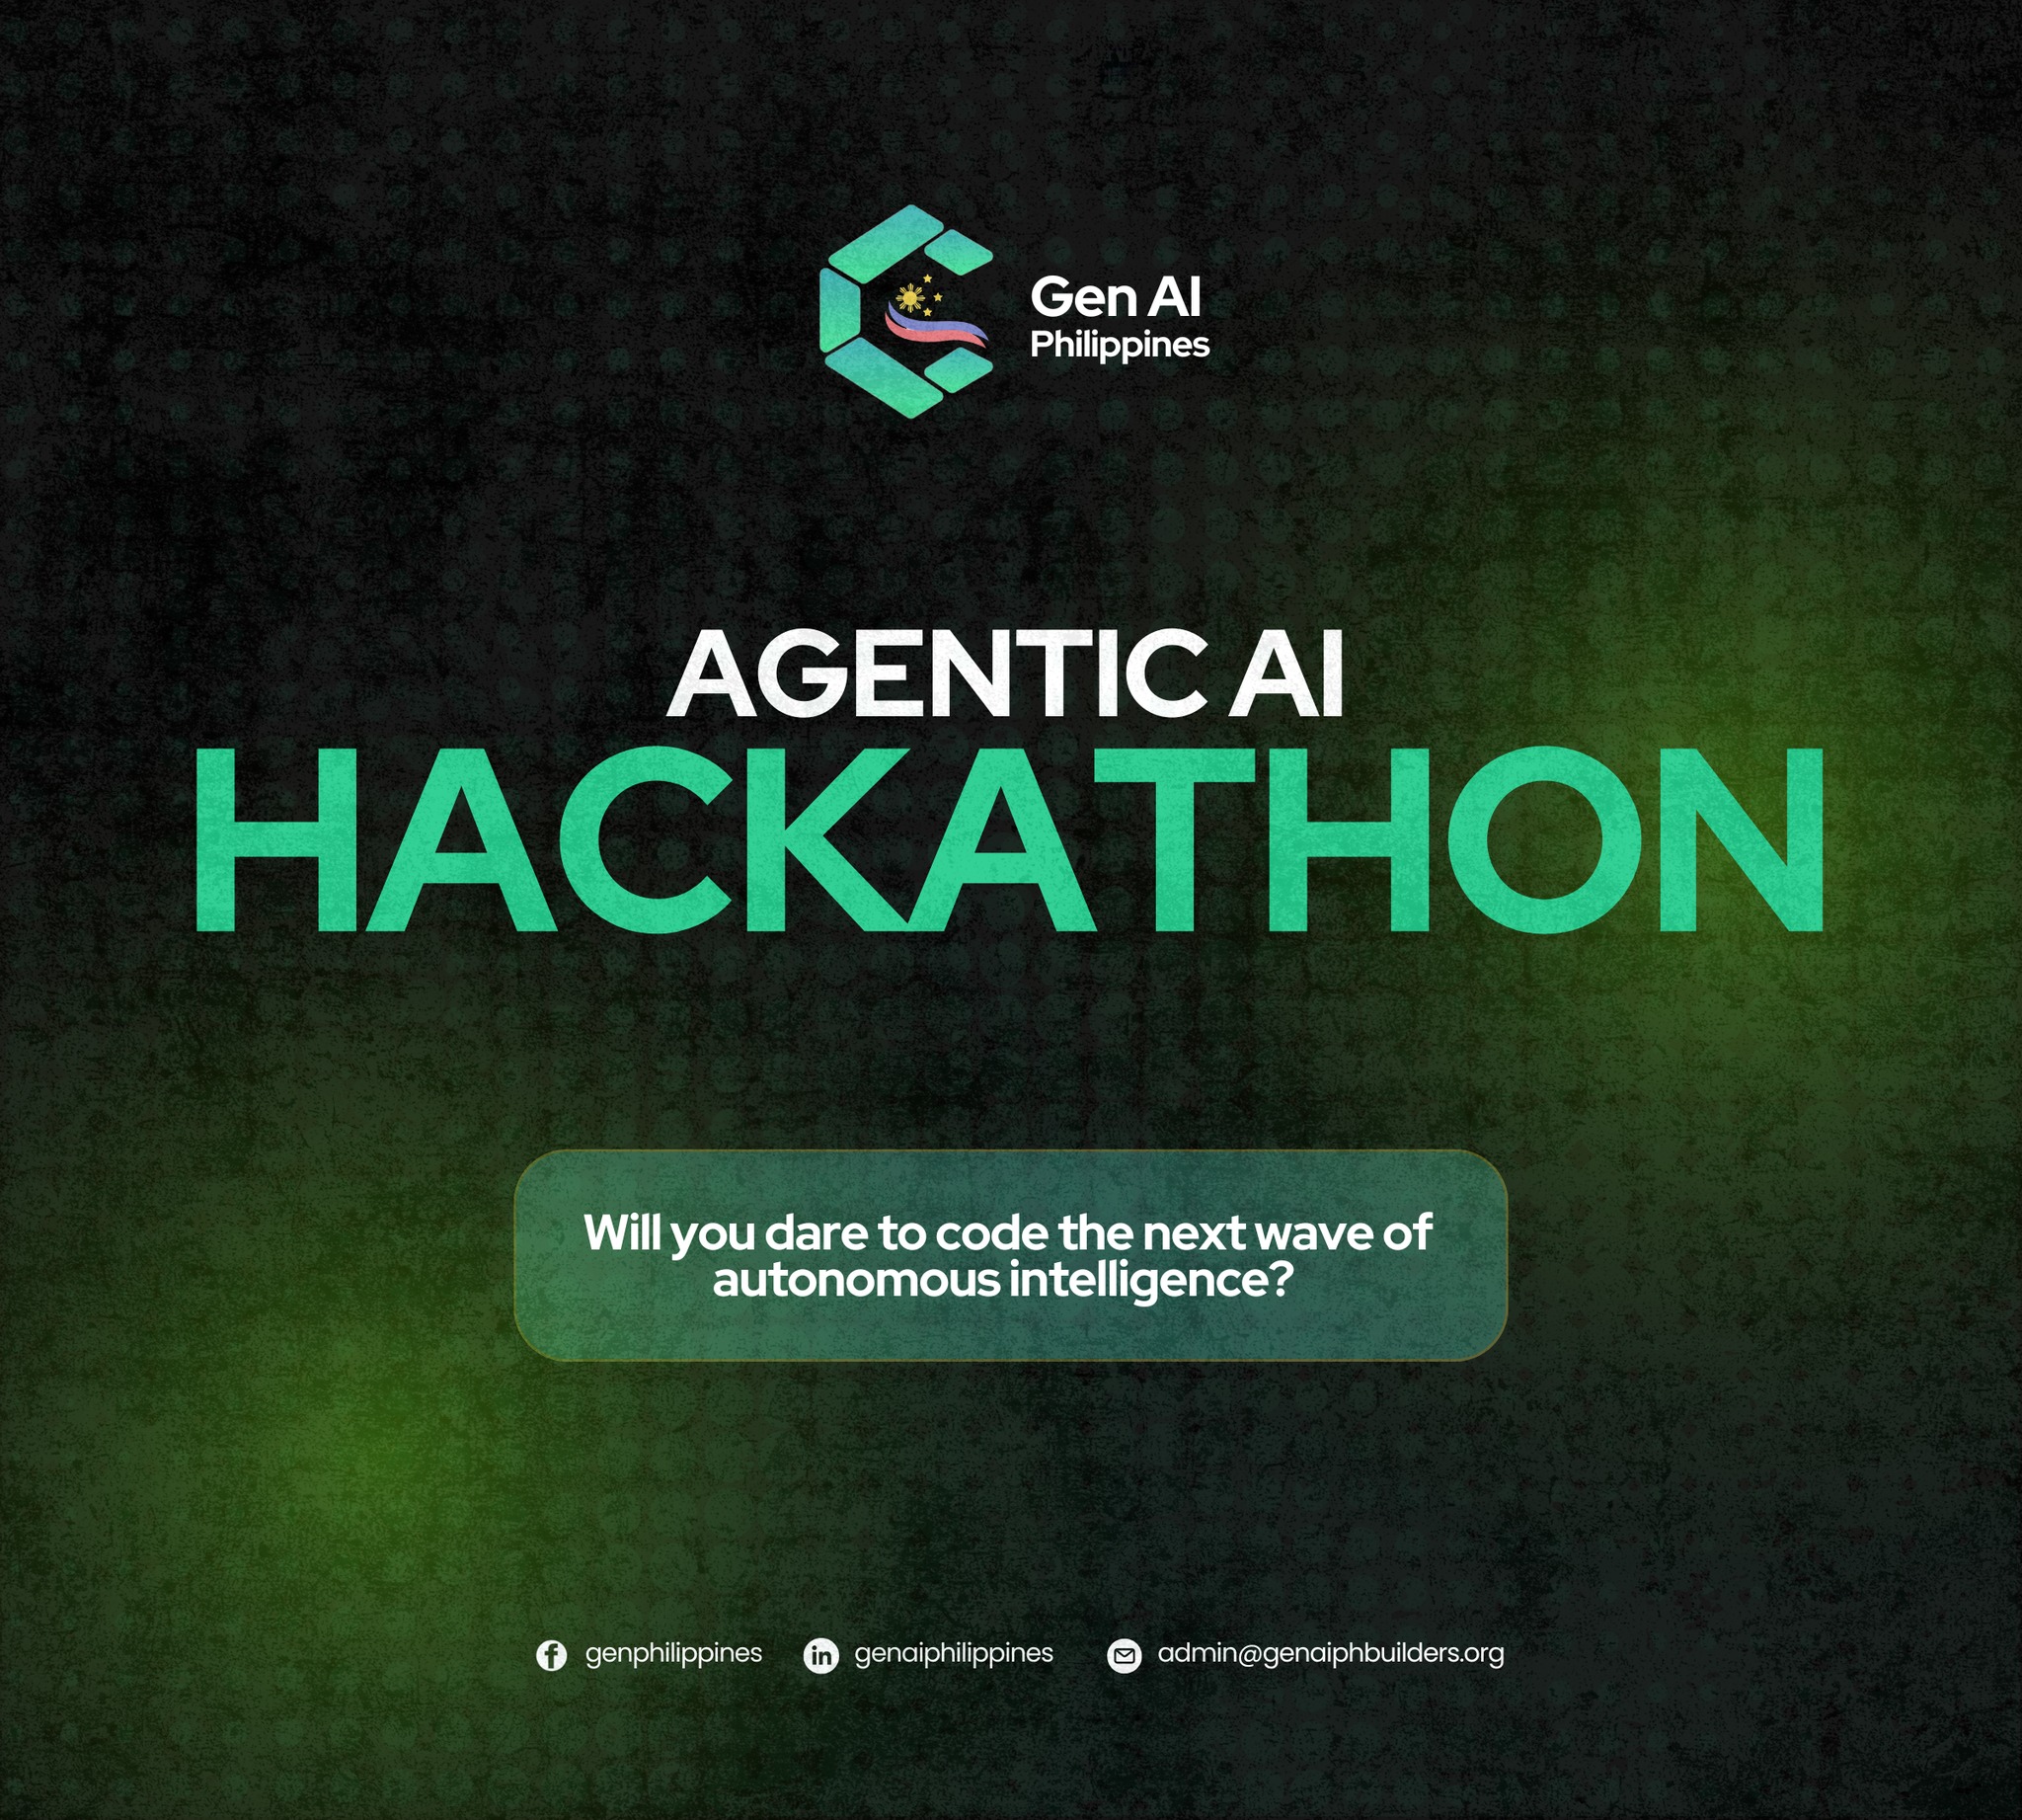 Gen AI
Philippines
AGENTIC AI
HACKATHON
Will you dare to code the next wave of
autonomous intelligence?
genphilippines genaiphilippines admin@genaiphbuilders.org